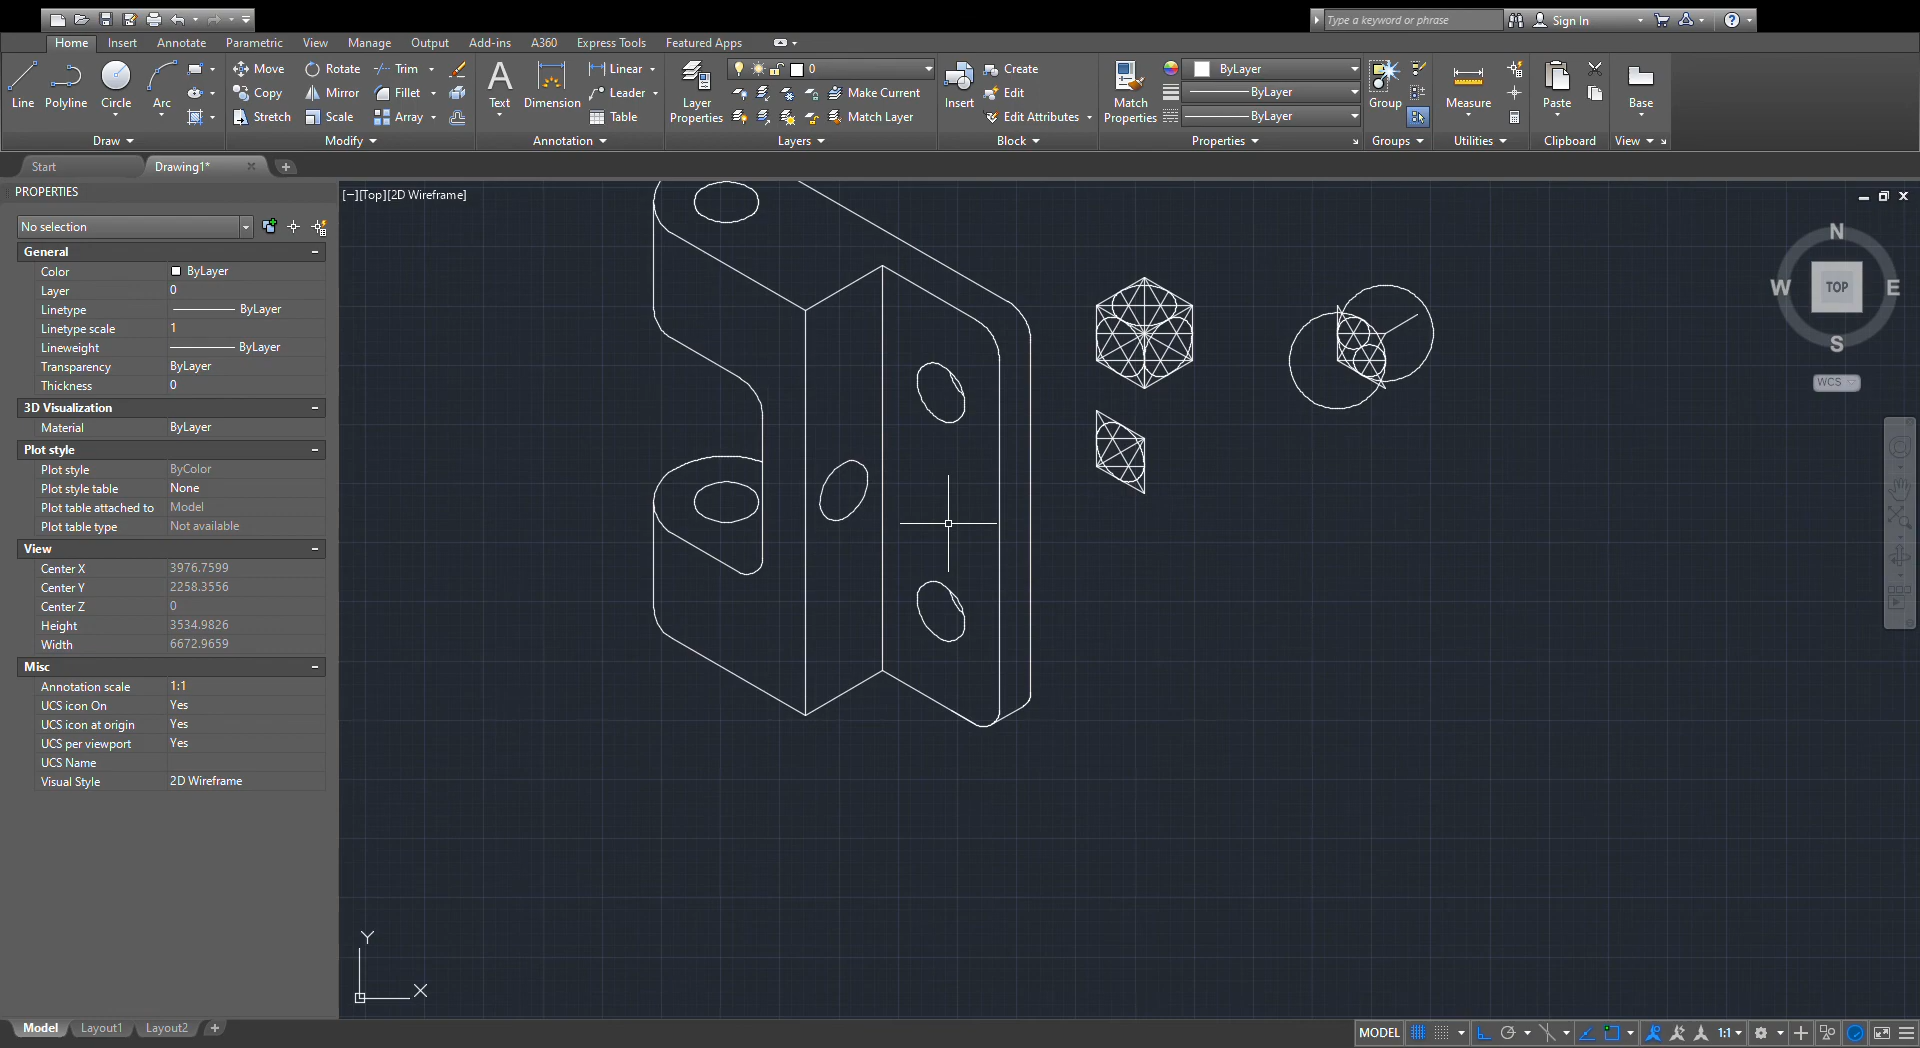 Type a keyword or phrase
Sign In
Home Insert Annotate Parametric View Manage Output Add-ins A360 Express Tools Featured Apps
Line
Polyline
Circle
Arc
Move
Rotate
Trim
Copy
Mirror
Fillet
Stretch
Scale
Array
Text
Dimension
Linear
Leader
Table
Layer
Properties
0
Make Current
Match Layer
Insert
Create
Edit
Edit Attributes
Match
Properties
ByLayer
ByLayer
ByLayer
Group
Measure
Paste
Base
Draw
Modify
Annotation
Layers
Block
Properties
Groups
Utilities
Clipboard
View
Start
Drawing1*
PROPERTIES
[−][Top][2D Wireframe]
No selection
General
Color ByLayer
Layer 0
Linetype ByLayer
Linetype scale 1
Lineweight ByLayer
Transparency ByLayer
Thickness 0
3D Visualization
Material ByLayer
Plot style
Plot style ByColor
Plot style table None
Plot table attached to Model
Plot table type Not available
View
Center X 3976.7599
Center Y 2258.3556
Center Z 0
Height 3534.9826
Width 6672.9659
Misc
Annotation scale 1:1
UCS icon On Yes
UCS icon at origin Yes
UCS per viewport Yes
UCS Name
Visual Style 2D Wireframe
N
W TOP E
S
WCS
Y
X
Model Layout1 Layout2
MODEL
1:1